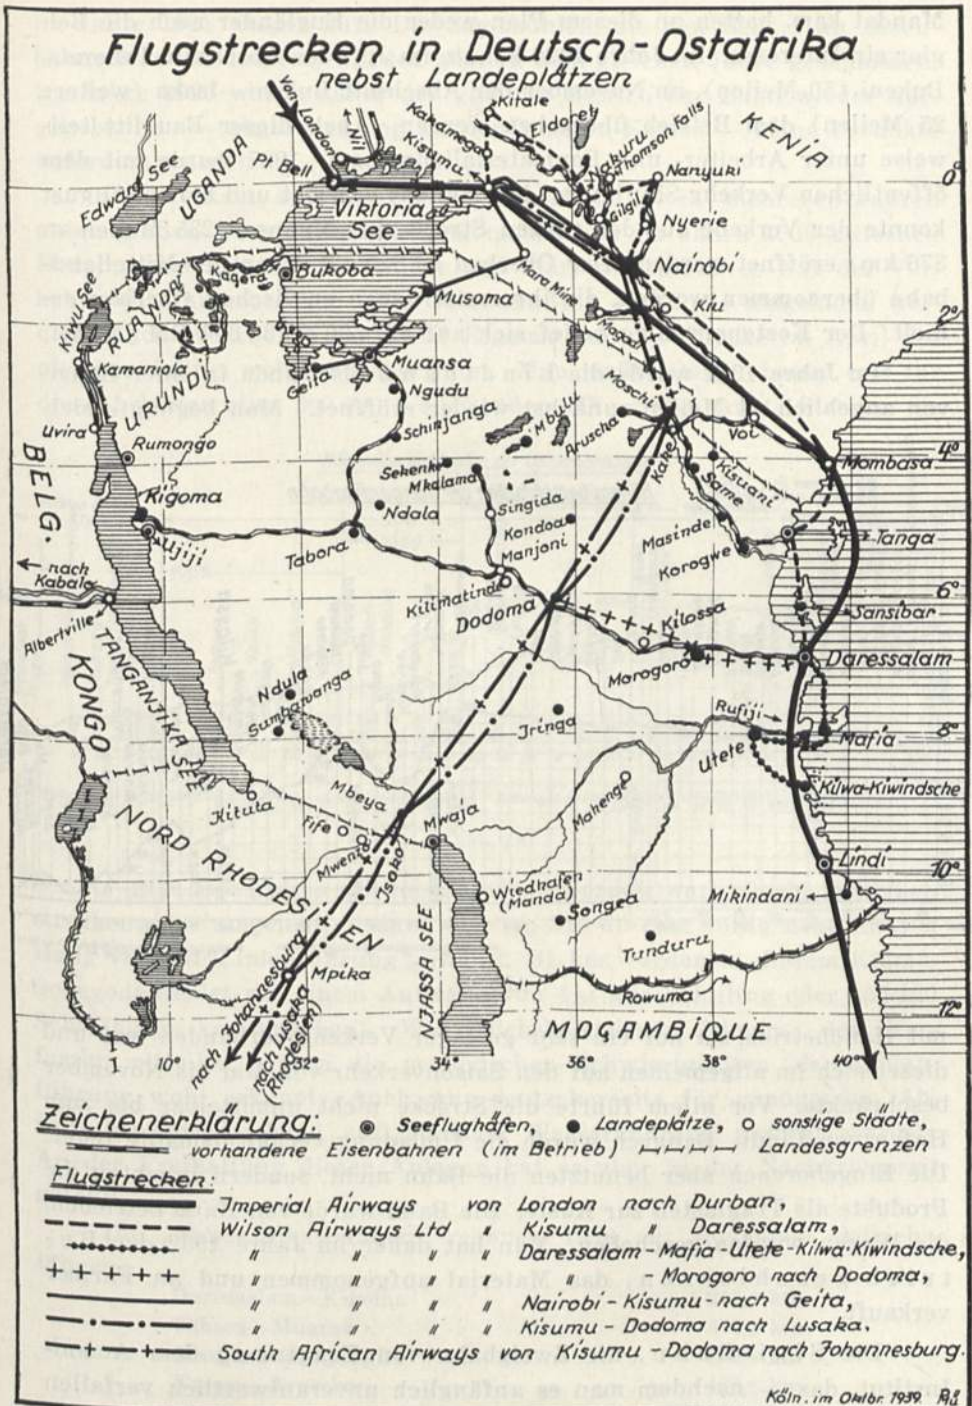 Flugstrecken in Deutsch-Ostafrika
nebst Landeplätzen
Von London
Nil
Kisumu
Kakamega
Kitale
Eldoret
Nakuru
Thomson-Falls
KENIA
Edward See
UGANDA
Ph. Bell
Viktoria See
Gilgil
Nanyuki
0°
Nyerie
Nairobi
Kagera
Bukoba
Musoma
Mara Mine
Kiu
2°
Kiwu See
RUANDA
Magadi
Kamaniola
URUNDI
Geita
Muansa
Ngudu
Moschi
Uvira
Rumongo
Schinjanga
Mbulu
Aruscha
Voi
Kahe
4°
BELG.
Sekenke
Mkalama
Kisuani
Same
Mombasa
Kigoma
Ndala
Singida
Kondoa
Manjoni
Masinde
Ujiji
Tabora
Korogwe
Tanga
nach Kabalo
Kilimatinde
6°
Albertville
Dodoma
Kilossa
Sansibar
KONGO
TANGANJIKA SEE
Morogoro
Daressalam
Ndula
Sumbawanga
Iringa
Rufiji
Utete
Mafia
8°
Kituta
Mbeya
Mahenge
Kilwa-Kiwindsche
Fife
Mwaja
Mwenzo
Lusaka
Lindi
10°
NORD RHODESIEN
Wiedhafen
(Manda)
Songea
Mikindani
Tunduru
Johannesburg
Mpika
NJASSA SEE
Rowuma
12°
MOÇAMBIQUE
nach Johannesburg
nach Lusaka
(Rhodesien)
30°
32°
34°
36°
38°
40°
Zeichenerklärung:
Seeflughäfen, Landeplätze, sonstige Städte,
vorhandene Eisenbahnen (im Betrieb) Landesgrenzen
Flugstrecken:
Imperial Airways von London nach Durban.
Wilson Airways Ltd " Kisumu " Daressalam,
" " " " Daressalam-Mafia-Utete-Kilwa-Kiwindsche,
" " " " " - Morogoro nach Dodoma,
" " " " Nairobi-Kisumu-nach Geita,
" " " " Kisumu-Dodoma nach Lusaka.
South African Airways von Kisumu-Dodoma nach Johannesburg.
Köln. im Oktbr. 1939.